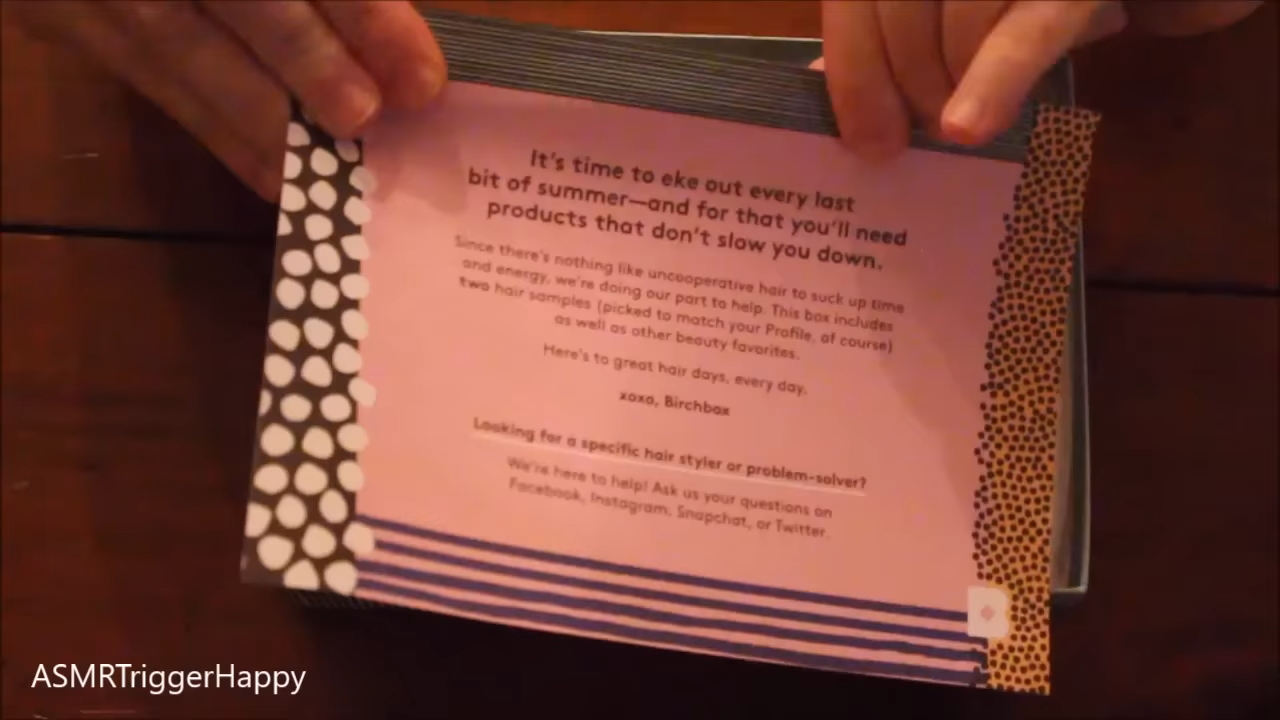 It's time to eke out every last
bit of summer—and for that you'll need
products that don't slow you down.
Since there's nothing like uncooperative hair to suck up time
and energy, we're doing our part to help. This box includes
two hair samples (picked to match your Profile, of course)
as well as other beauty favorites.
Here's to great hair days, every day.
xoxo, Birchbox
Looking for a specific hair styler or problem-solver?
We're here to help! Ask us your questions on
Facebook, Instagram, Snapchat, or Twitter.
B
ASMRTriggerHappy